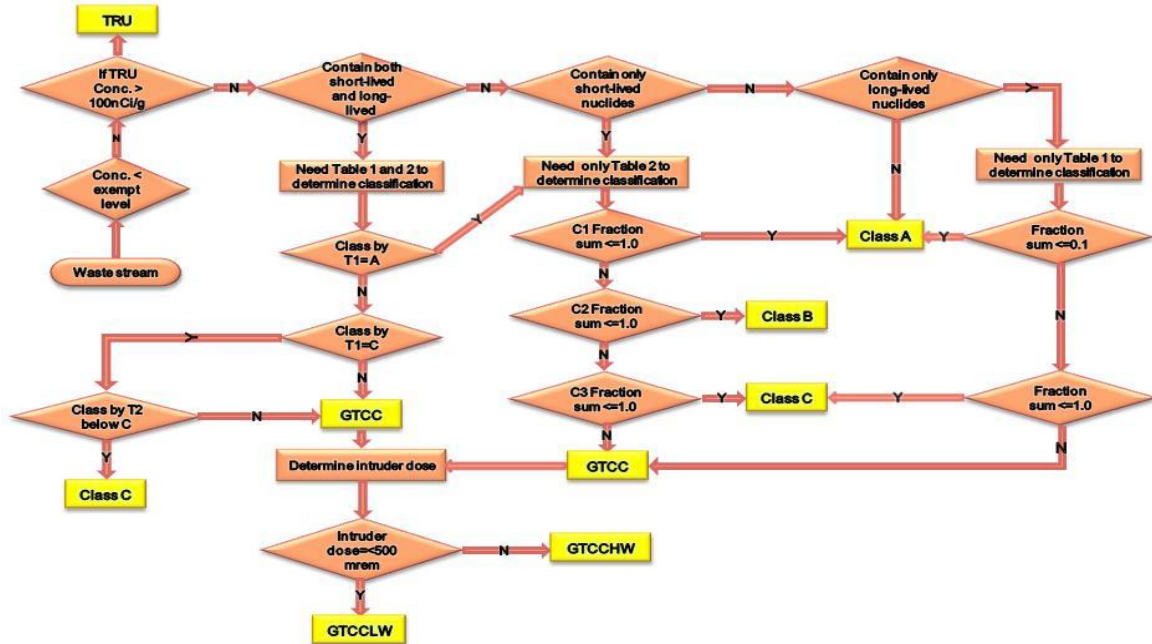 TRU
If TRU
Conc. >
100nCi/g
N
Contain both
short-lived
and long-
lived
N
Contain only
short-lived
nuclides
N
Contain only
long-lived
nuclides
Y
N
Y
Y
N
Conc. <
exempt
level
Need Table 1 and 2 to
determine classification
Need only Table 2 to
determine classification
Need only Table 1 to
determine classification
Waste stream
Class by
T1=A
Y
C1 Fraction
sum <=1.0
Y
Class A
Y
Fraction
sum <=0.1
N
N
N
Class by
T1=C
Y
C2 Fraction
sum <=1.0
Y
Class B
N
N
Class by T2
below C
N
GTCC
C3 Fraction
sum <=1.0
Y
Class C
Y
Fraction
sum <=1.0
Y
N
N
Class C
Determine intruder dose
GTCC
Intruder
dose=<500
mrem
N
GTCCHW
Y
GTCCLW